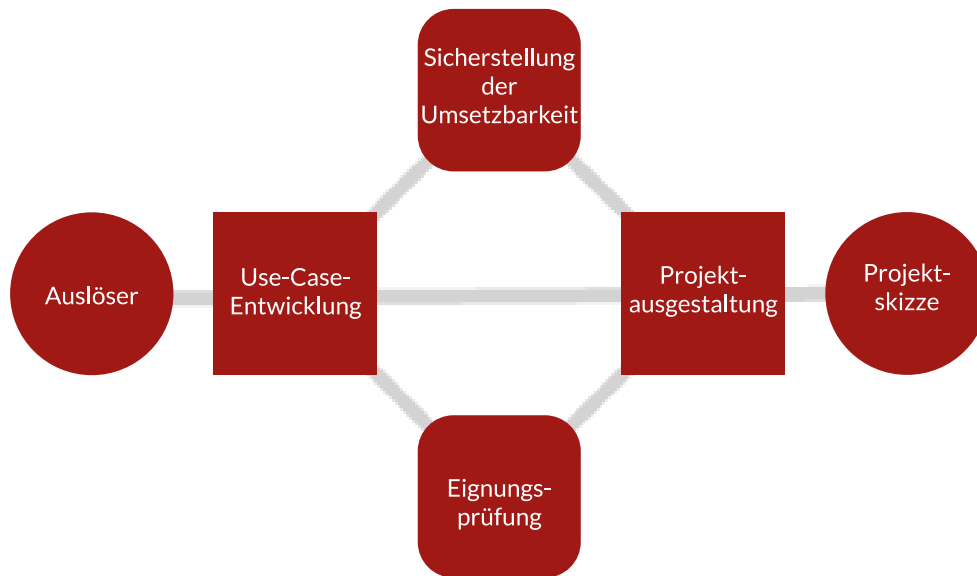 Sicherstellung
der
Umsetzbarkeit
Auslöser
Use-Case-
Entwicklung
Projekt-
ausgestaltung
Projekt-
skizze
Eignungs-
prüfung